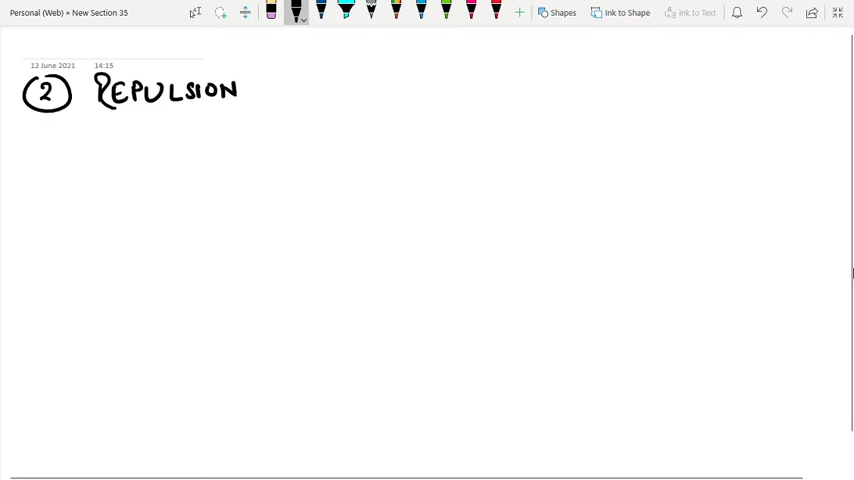 Personal (Web) » New Section 35
Shapes
Ink to Shape
Ink to Text
12 June 2021 14:15
2 REPULSION